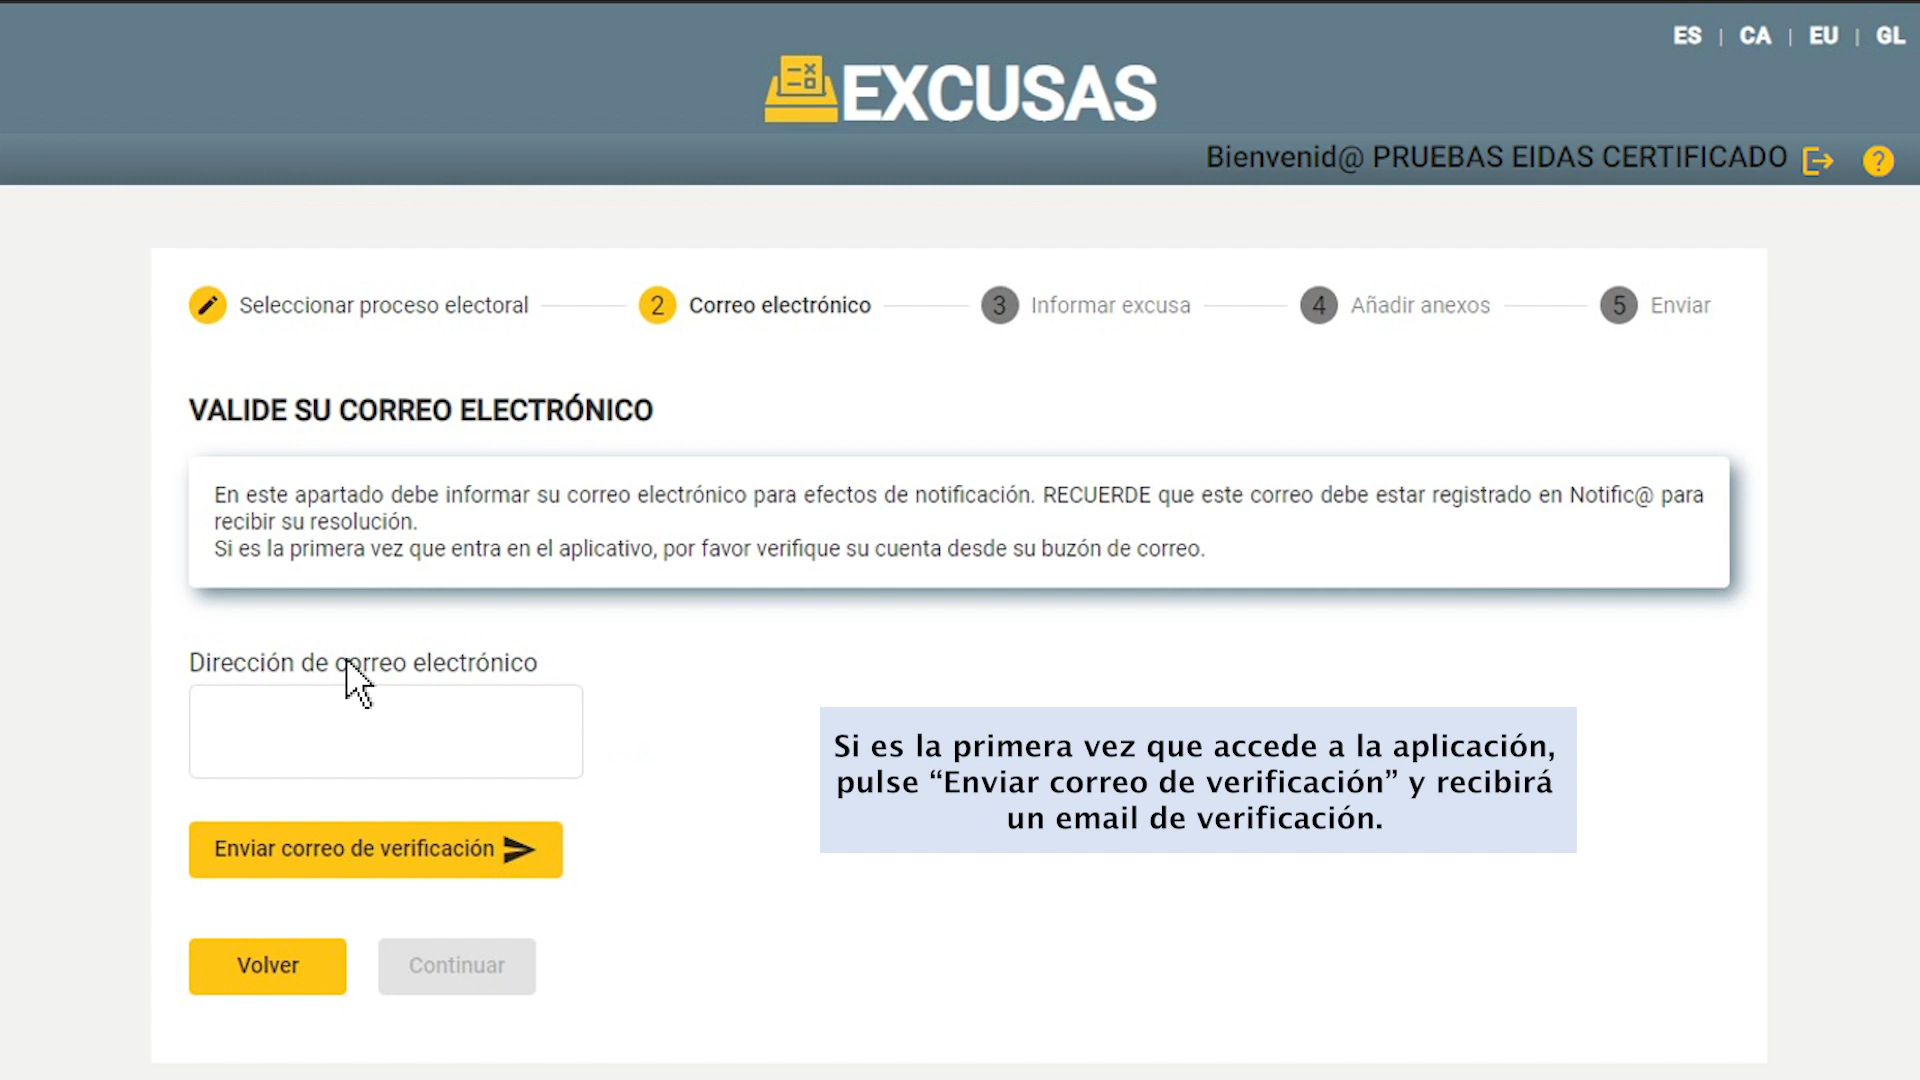 ES | CA | EU | GL
EXCUSAS
Bienvenid@ PRUEBAS EIDAS CERTIFICADO
?
Seleccionar proceso electoral
2 Correo electrónico
3 Informar excusa
4 Añadir anexos
5 Enviar
VALIDE SU CORREO ELECTRÓNICO
En este apartado debe informar su correo electrónico para efectos de notificación. RECUERDE que este correo debe estar registrado en Notific@ para
recibir su resolución.
Si es la primera vez que entra en el aplicativo, por favor verifique su cuenta desde su buzón de correo.
Dirección de correo electrónico
Si es la primera vez que accede a la aplicación,
pulse “Enviar correo de verificación” y recibirá
un email de verificación.
Enviar correo de verificación
Volver
Continuar